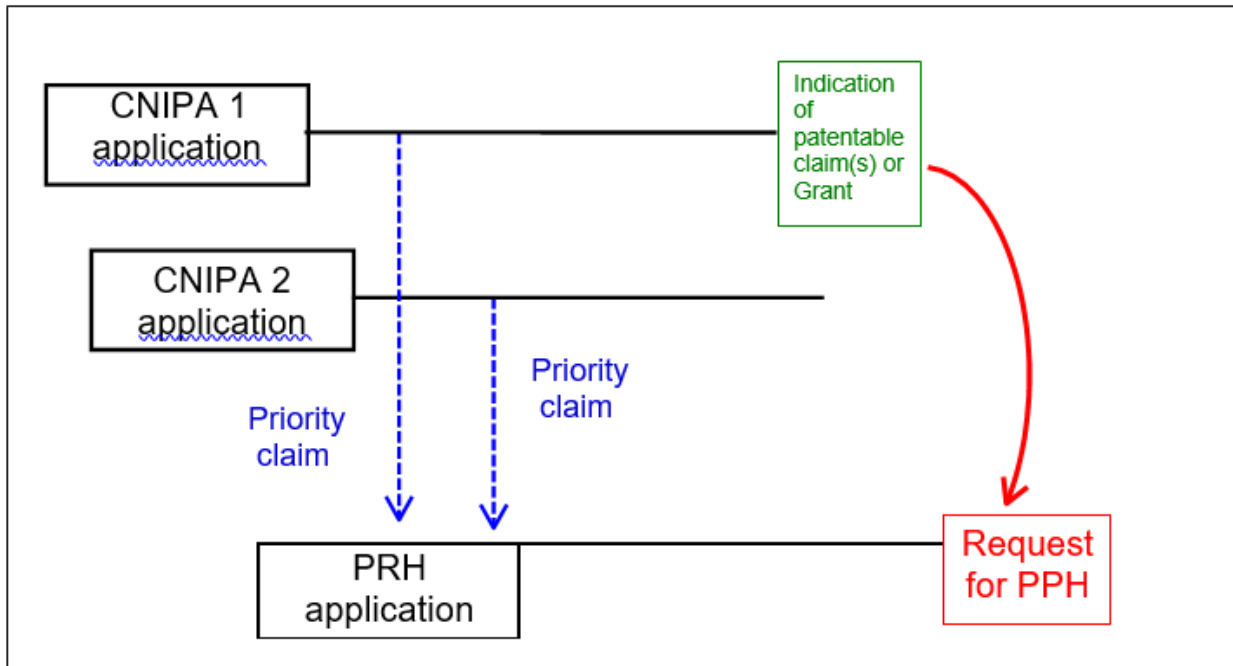 CNIPA 1
application
Indication
of
patentable
claim(s) or
Grant
CNIPA 2
application
Priority
claim
Priority
claim
PRH
application
Request
for PPH